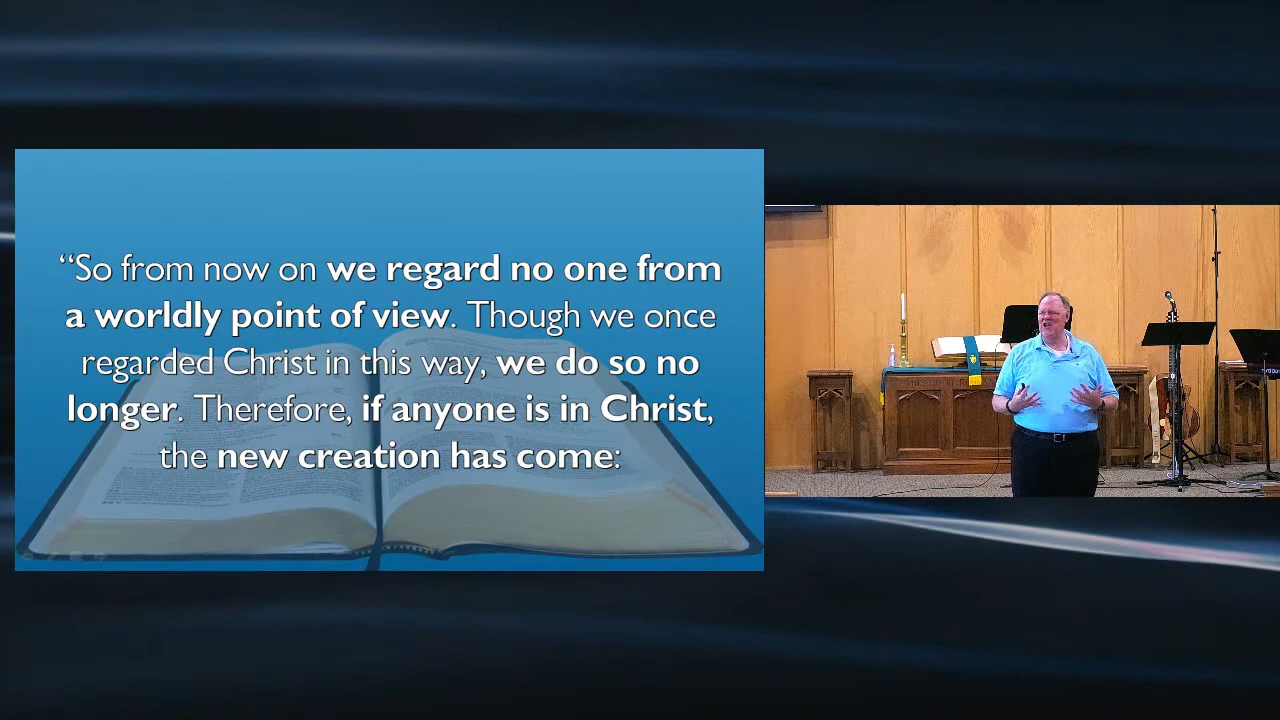 “So from now on we regard no one from
a worldly point of view. Though we once
regarded Christ in this way, we do so no
longer. Therefore, if anyone is in Christ,
the new creation has come: